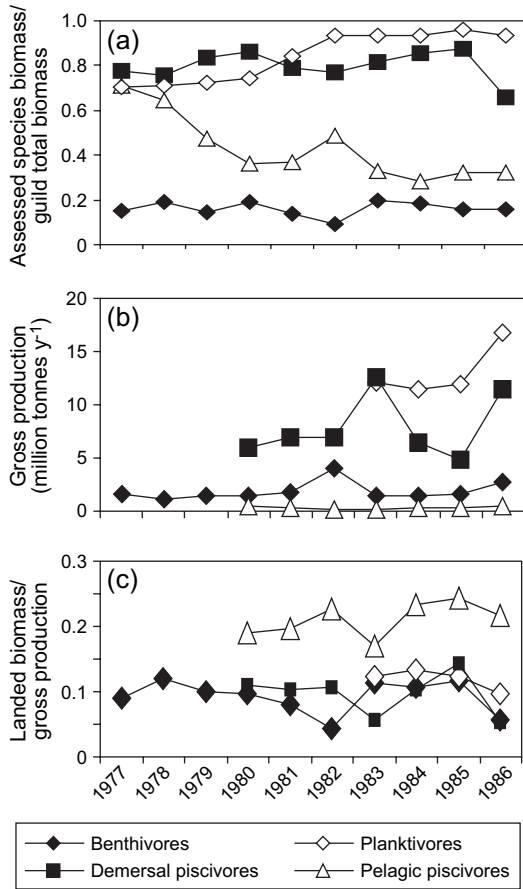 (a)
Assessed species biomass/
guild total biomass
1.0
0.8
0.6
0.4
0.2
0
(b)
Gross production
(million tonnes y⁻¹)
20
15
10
5
0
(c)
Landed biomass/
gross production
0.3
0.2
0.1
0
1977 1978 1979 1980 1981 1982 1983 1984 1985 1986
Benthivores Planktivores
Demersal piscivores Pelagic piscivores